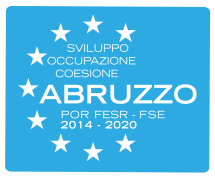 SVILUPPO
OCCUPAZIONE
COESIONE
ABRUZZO
POR FESR - FSE
2014 - 2020